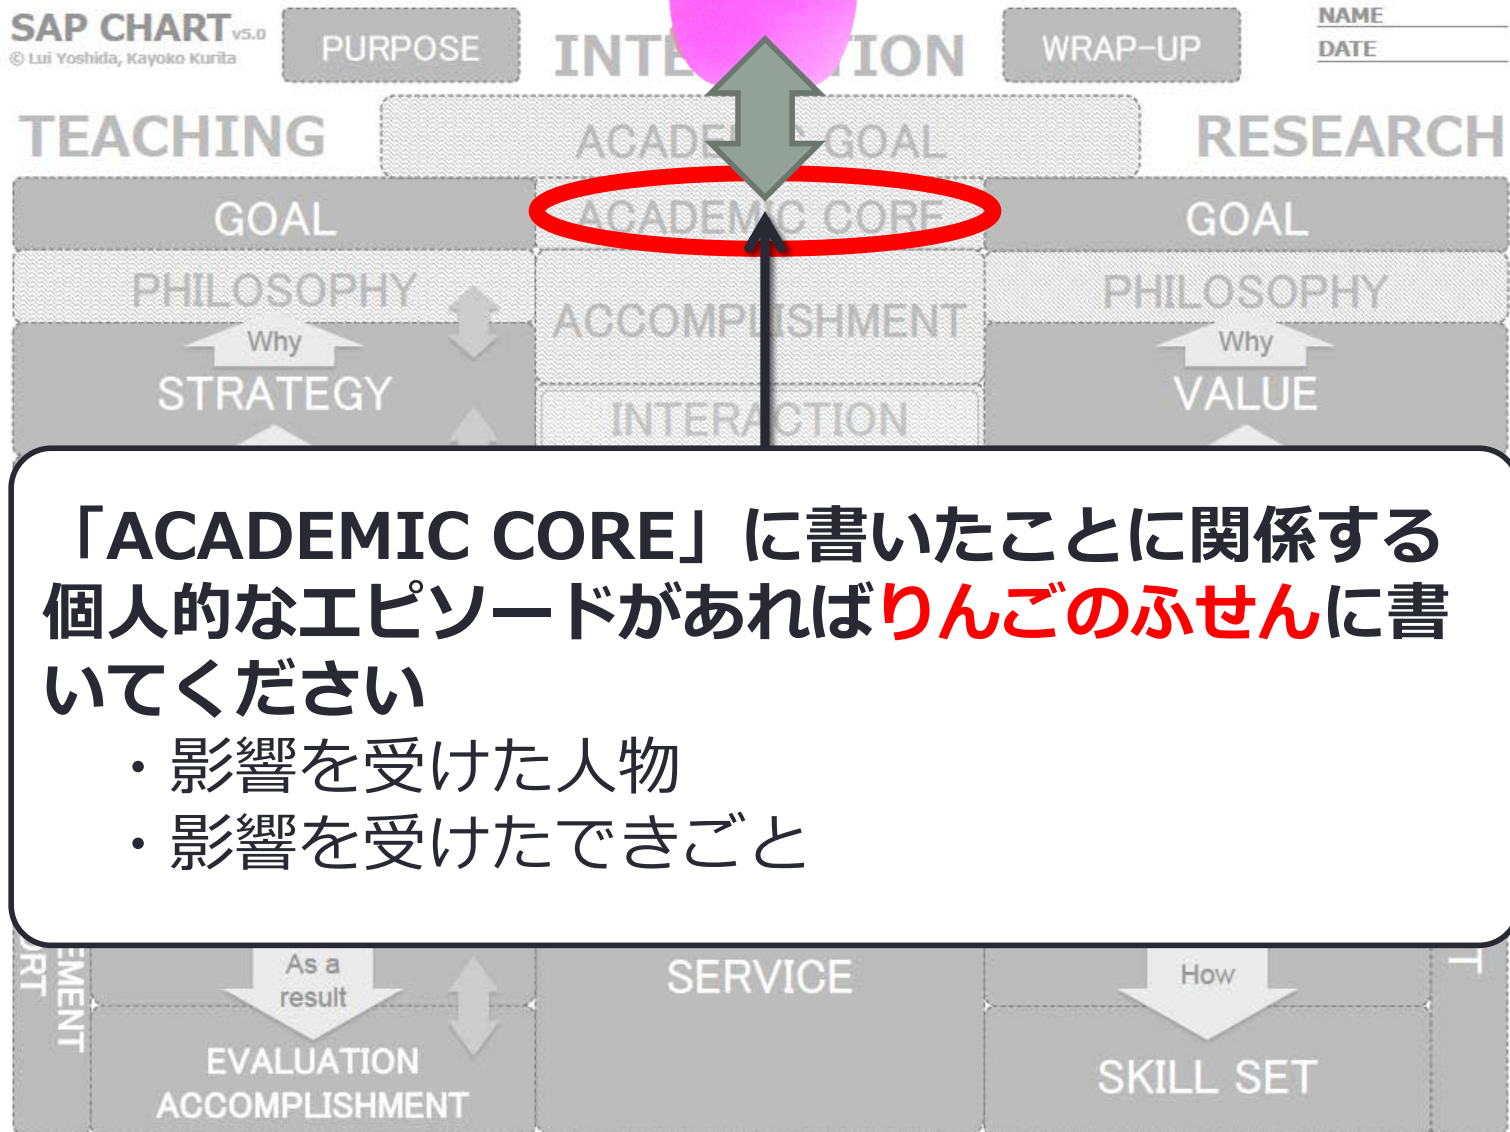 SAP CHART v5.0
© Lui Yoshida, Kayoko Kurita
PURPOSE
WRAP-UP
NAME
DATE
TEACHING
ACADEMIC GOAL
RESEARCH
GOAL
ACADEMIC CORE
GOAL
PHILOSOPHY
ACCOMPLISHMENT
PHILOSOPHY
Why
Why
STRATEGY
INTERACTION
VALUE
「ACADEMIC CORE」に書いたことに関係する
個人的なエピソードがあればりんごのふせんに書
いてください
・影響を受けた人物
・影響を受けたできごと
As a
result
SERVICE
How
EVALUATION
ACCOMPLISHMENT
SKILL SET